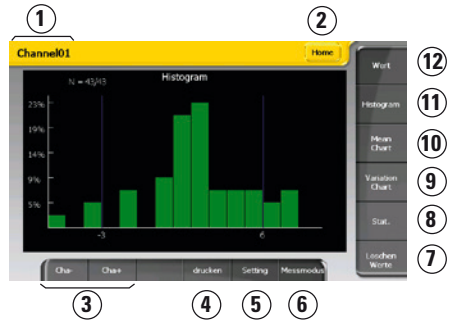 1
2
Channel01
Home
N = 43/43
Histogram
23%
19%
14%
9%
5%
-3
6
Wert
12
Histogram
11
Mean
Chart
10
Variation
Chart
9
Stat.
8
Löschen
Werte
7
Cha-
Cha+
drucken
Setting
Messmodus
3
4
5
6